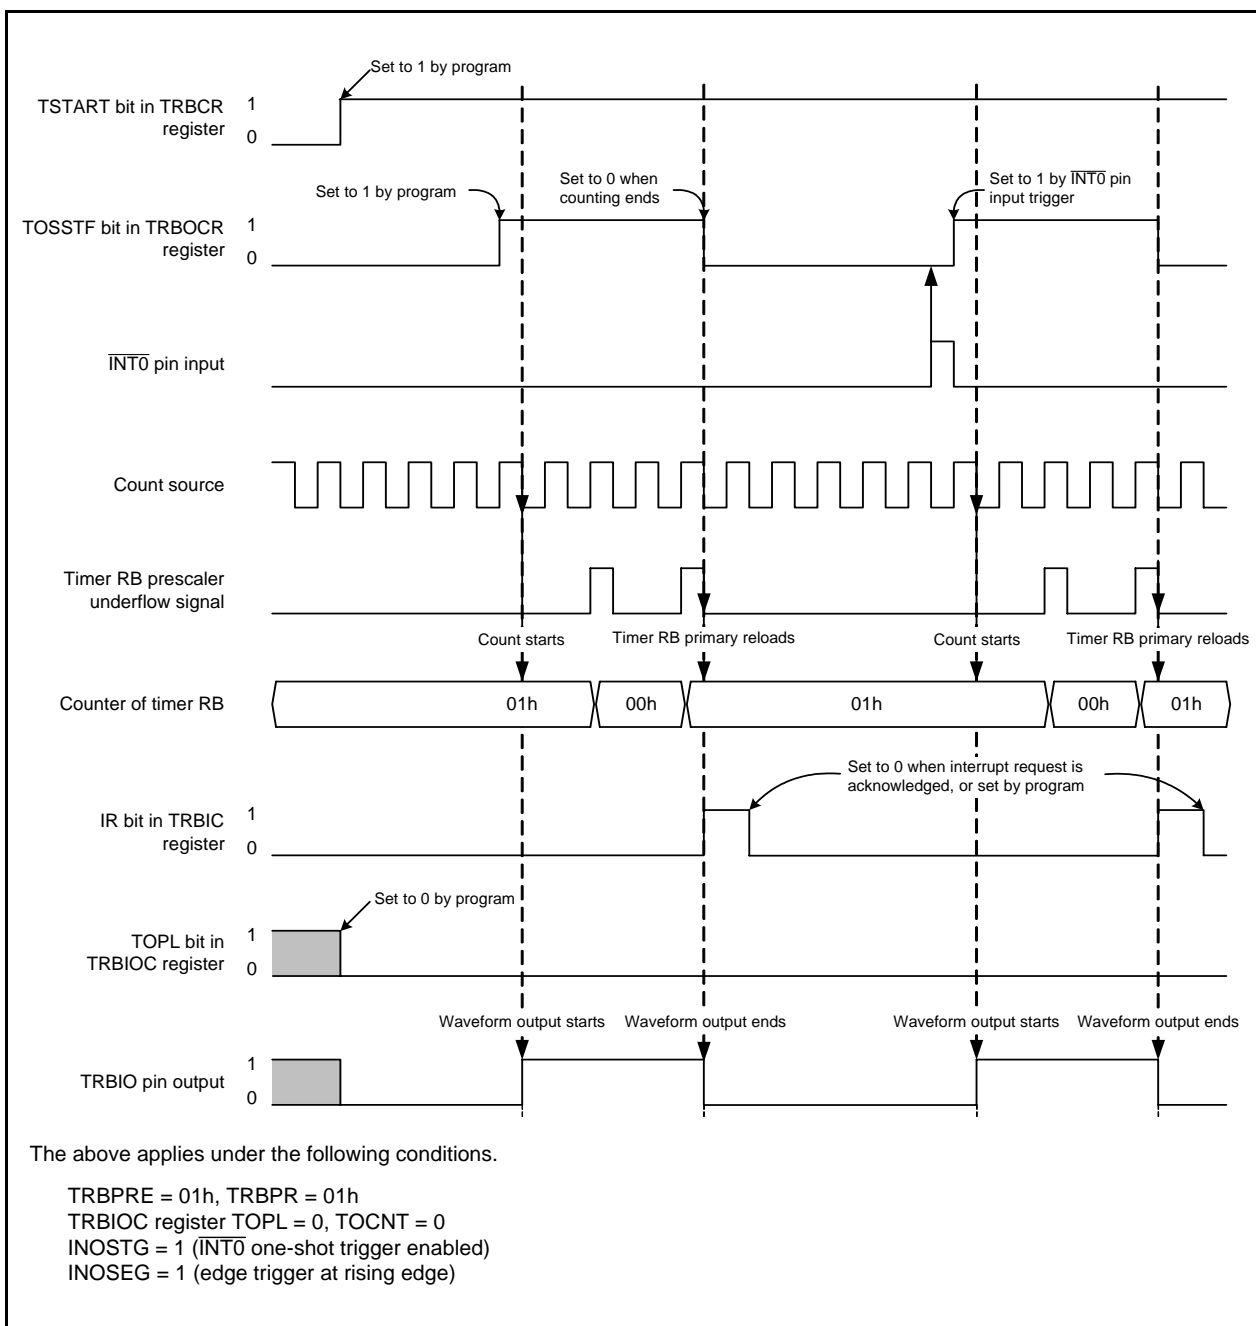 Set to 1 by program
TSTART bit in TRBCR
register
1
0
Set to 1 by program
Set to 0 when
counting ends
Set to 1 by INT0 pin
input trigger
TOSSTF bit in TRBOCR
register
1
0
INT0 pin input
Count source
Timer RB prescaler
underflow signal
Count starts
Timer RB primary reloads
Count starts
Timer RB primary reloads
Counter of timer RB
01h
00h
01h
00h
01h
Set to 0 when interrupt request is
acknowledged, or set by program
IR bit in TRBIC
register
1
0
Set to 0 by program
TOPL bit in
TRBIOC register
1
0
Waveform output starts
Waveform output ends
Waveform output starts
Waveform output ends
TRBIO pin output
1
0
The above applies under the following conditions.
TRBPRE = 01h, TRBPR = 01h
TRBIOC register TOPL = 0, TOCNT = 0
INOSTG = 1 (INT0 one-shot trigger enabled)
INOSEG = 1 (edge trigger at rising edge)